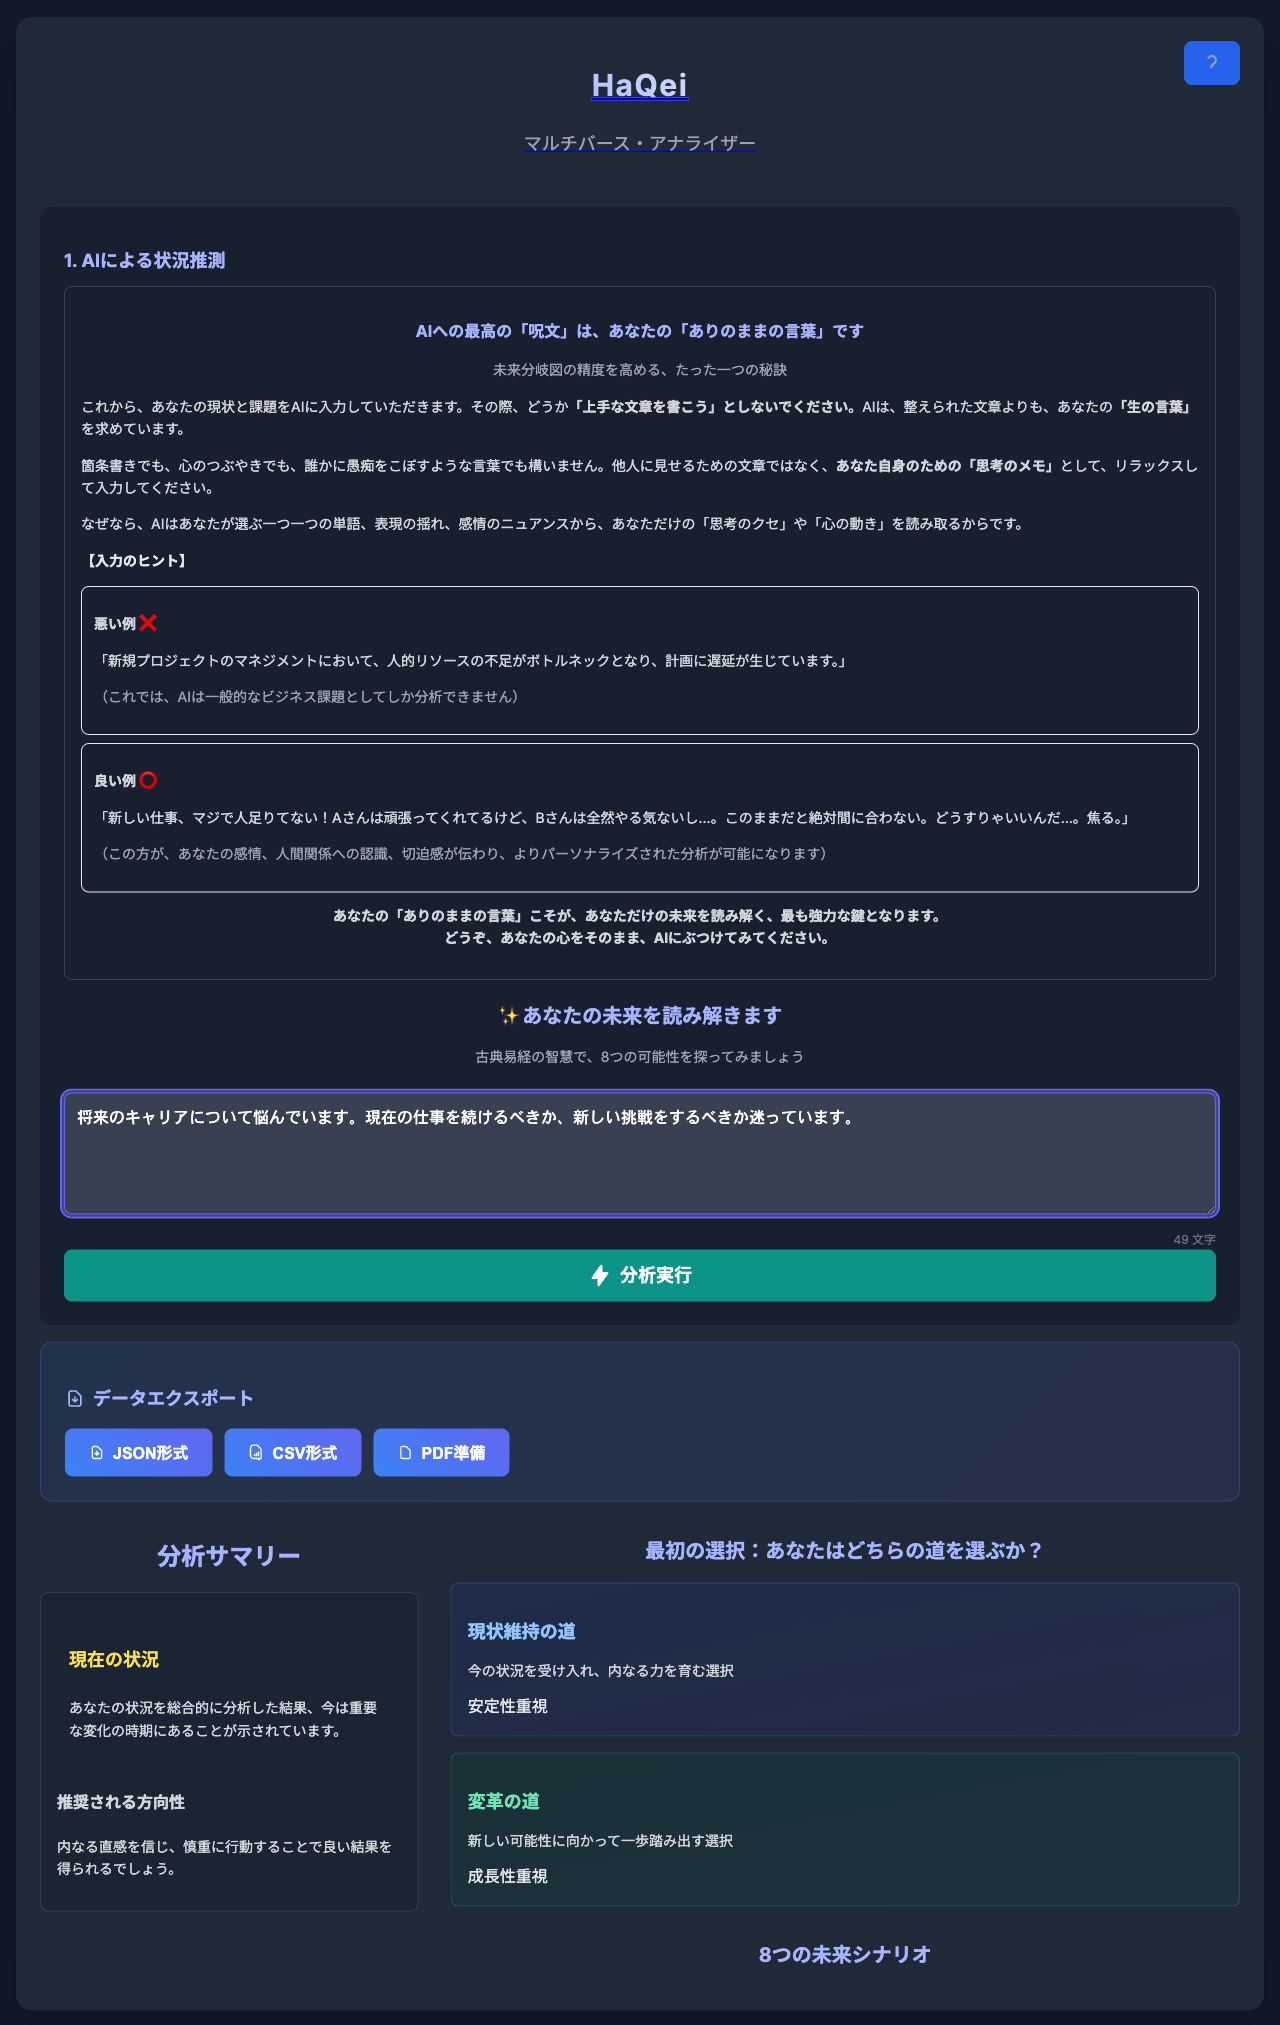 HaQei
?
マルチバース・アナライザー
1. AIによる状況推測
AIへの最高の「呪文」は、あなたの「ありのままの言葉」です
未来分岐図の精度を高める、たった一つの秘訣
これから、あなたの現状と課題をAIに入力していただきます。その際、どうか「上手な文章を書こう」としないでください。AIは、整えられた文章よりも、あなたの「生の言葉」
を求めています。
箇条書きでも、心のつぶやきでも、誰かに愚痴をこぼすような言葉でも構いません。他人に見せるための文章ではなく、あなた自身のための「思考のメモ」として、リラックスし
て入力してください。
なぜなら、AIはあなたが選ぶ一つ一つの単語、表現の揺れ、感情のニュアンスから、あなただけの「思考のクセ」や「心の動き」を読み取るからです。
【入力のヒント】
悪い例❌
「新規プロジェクトのマネジメントにおいて、人的リソースの不足がボトルネックとなり、計画に遅延が生じています。」
（これでは、AIは一般的なビジネス課題としてしか分析できません）
良い例⭕
「新しい仕事、マジで人足りてない！Aさんは頑張ってくれてるけど、Bさんは全然やる気ないし…。このままだと絶対間に合わない。どうすりゃいいんだ…。焦る。」
（この方が、あなたの感情、人間関係への認識、切迫感が伝わり、よりパーソナライズされた分析が可能になります）
あなたの「ありのままの言葉」こそが、あなただけの未来を読み解く、最も強力な鍵となります。
どうぞ、あなたの心をそのまま、AIにぶつけてみてください。
✨あなたの未来を読み解きます
古典易経の智慧で、8つの可能性を探ってみましょう
将来のキャリアについて悩んでいます。現在の仕事を続けるべきか、新しい挑戦をするべきか迷っています。
49 文字
分析実行
データエクスポート
JSON形式
CSV形式
PDF準備
分析サマリー
現在の状況
あなたの状況を総合的に分析した結果、今は重要
な変化の時期にあることが示されています。
推奨される方向性
内なる直感を信じ、慎重に行動することで良い結果を
得られるでしょう。
最初の選択：あなたはどちらの道を選ぶか？
現状維持の道
今の状況を受け入れ、内なる力を育む選択
安定性重視
変革の道
新しい可能性に向かって一歩踏み出す選択
成長性重視
8つの未来シナリオ